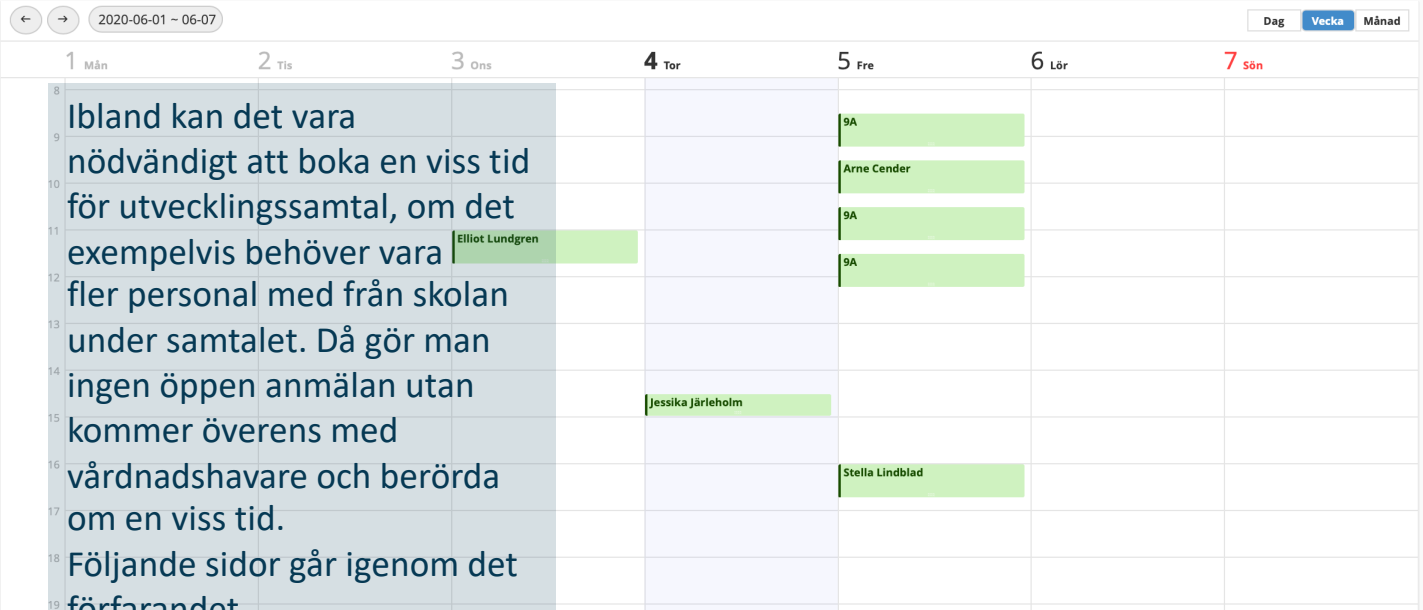 ← → 2020-06-01 ~ 06-07 Dag Vecka Månad
1 Mån 2 Tis 3 Ons 4 Tor 5 Fre 6 Lör 7 Sön
8
9
10
11
12
13
14
15
16
17
18
19
Ibland kan det vara
nödvändigt att boka en viss tid
för utvecklingssamtal, om det
exempelvis behöver vara
fler personal med från skolan
under samtalet. Då gör man
ingen öppen anmälan utan
kommer överens med
vårdnadshavare och berörda
om en viss tid.
Följande sidor går igenom det
förfarandet
Elliot Lundgren
Jessika Järleholm
9A
Arne Cender
9A
9A
Stella Lindblad